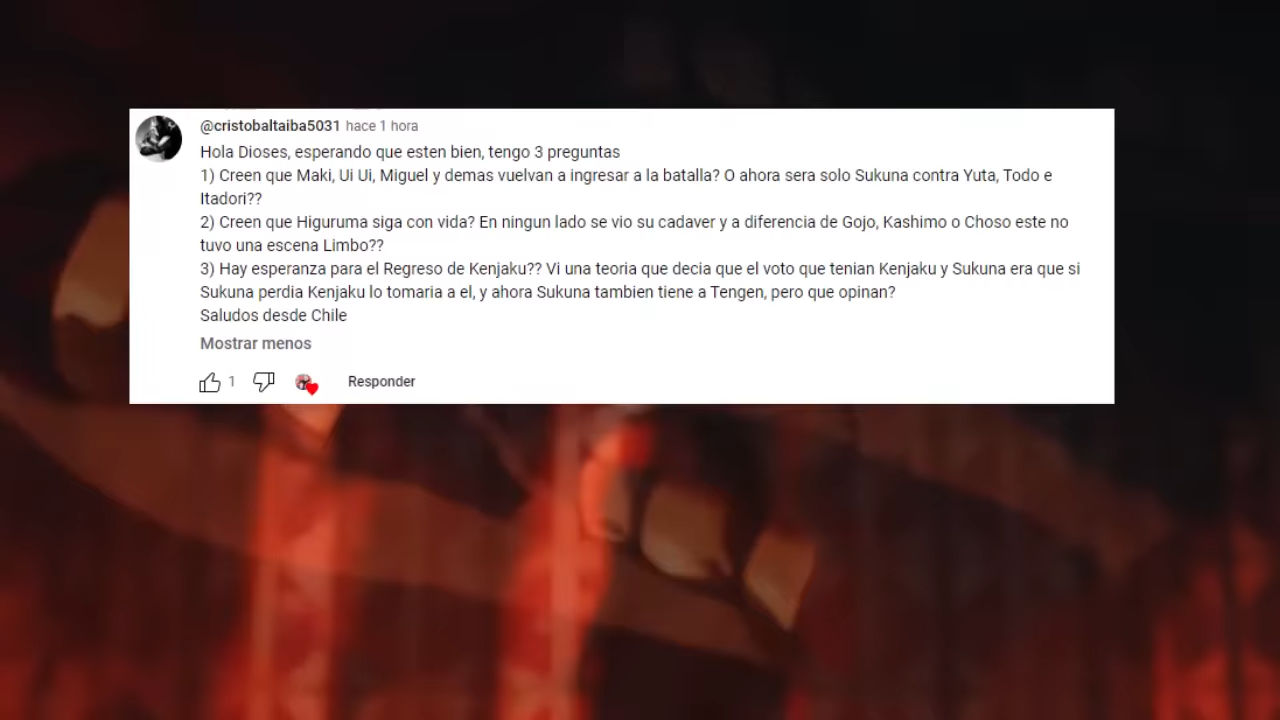 @cristobaltaiba5031 hace 1 hora
Hola Dioses, esperando que esten bien, tengo 3 preguntas
1) Creen que Maki, Ui Ui, Miguel y demas vuelvan a ingresar a la batalla? O ahora sera solo Sukuna contra Yuta, Todo e
Itadori??
2) Creen que Higuruma siga con vida? En ningun lado se vio su cadaver y a diferencia de Gojo, Kashimo o Choso este no
tuvo una escena Limbo??
3) Hay esperanza para el Regreso de Kenjaku?? Vi una teoria que decia que el voto que tenian Kenjaku y Sukuna era que si
Sukuna perdia Kenjaku lo tomaria a el, y ahora Sukuna tambien tiene a Tengen, pero que opinan?
Saludos desde Chile
Mostrar menos
1 Responder